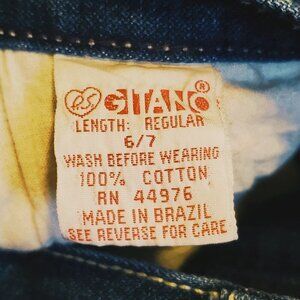 GITANO®
LENGTH: REGULAR
6/7
WASH BEFORE WEARING
100% COTTON
RN 44976
MADE IN BRAZIL
SEE REVERSE FOR CARE